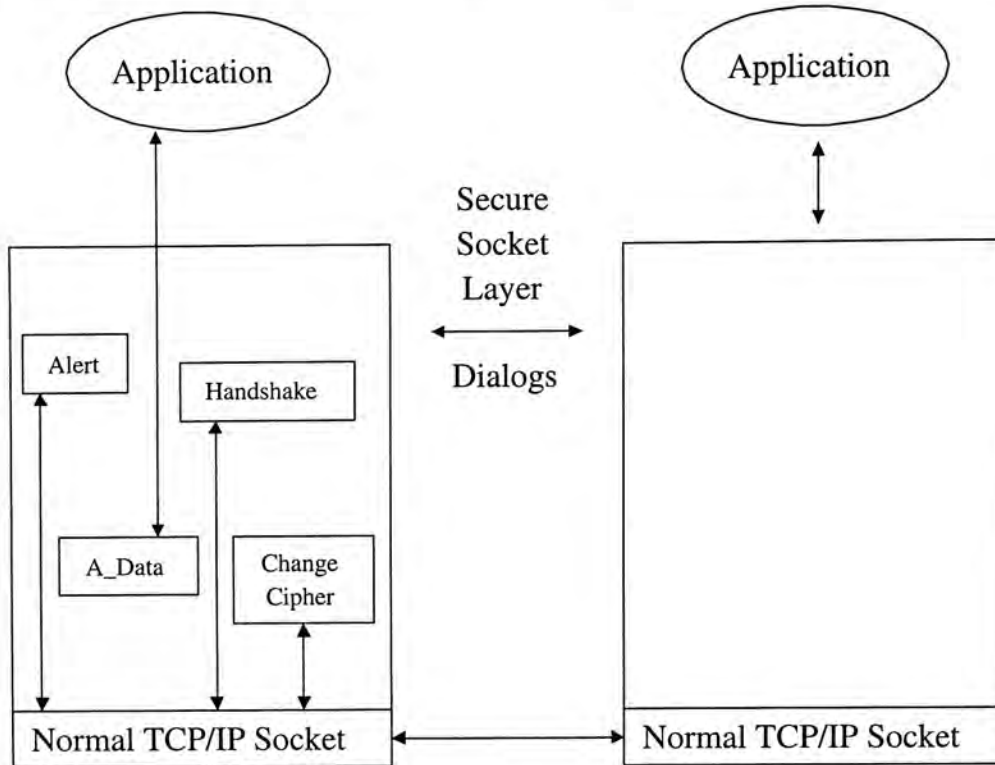 Application
Application
Secure
Socket
Layer
Dialogs
Alert
Handshake
A_Data
Change
Cipher
Normal TCP/IP Socket
Normal TCP/IP Socket